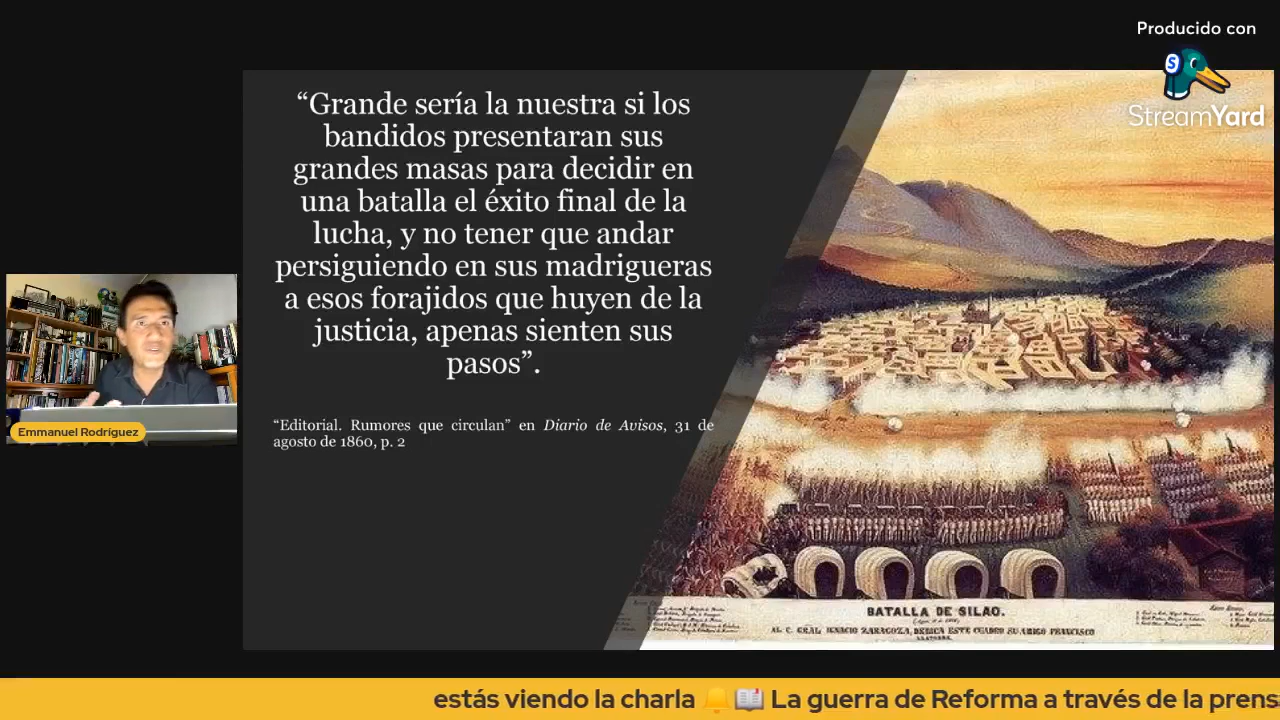 Producido con
StreamYard
“Grande sería la nuestra si los
bandidos presentaran sus
grandes masas para decidir en
una batalla el éxito final de la
lucha, y no tener que andar
persiguiendo en sus madrigueras
a esos forajidos que huyen de la
justicia, apenas sienten sus
pasos”.
“Editorial. Rumores que circulan” en Diario de Avisos, 31 de
agosto de 1860, p. 2
Emmanuel Rodríguez
BATALLA DE SILAO.
AL C. GRAL IGNACIO ZARAGOZA, DEDICA ESTE CUADRO SU AMIGO FRANCISCO
estás viendo la charla 🔔📖 La guerra de Reforma a través de la prens